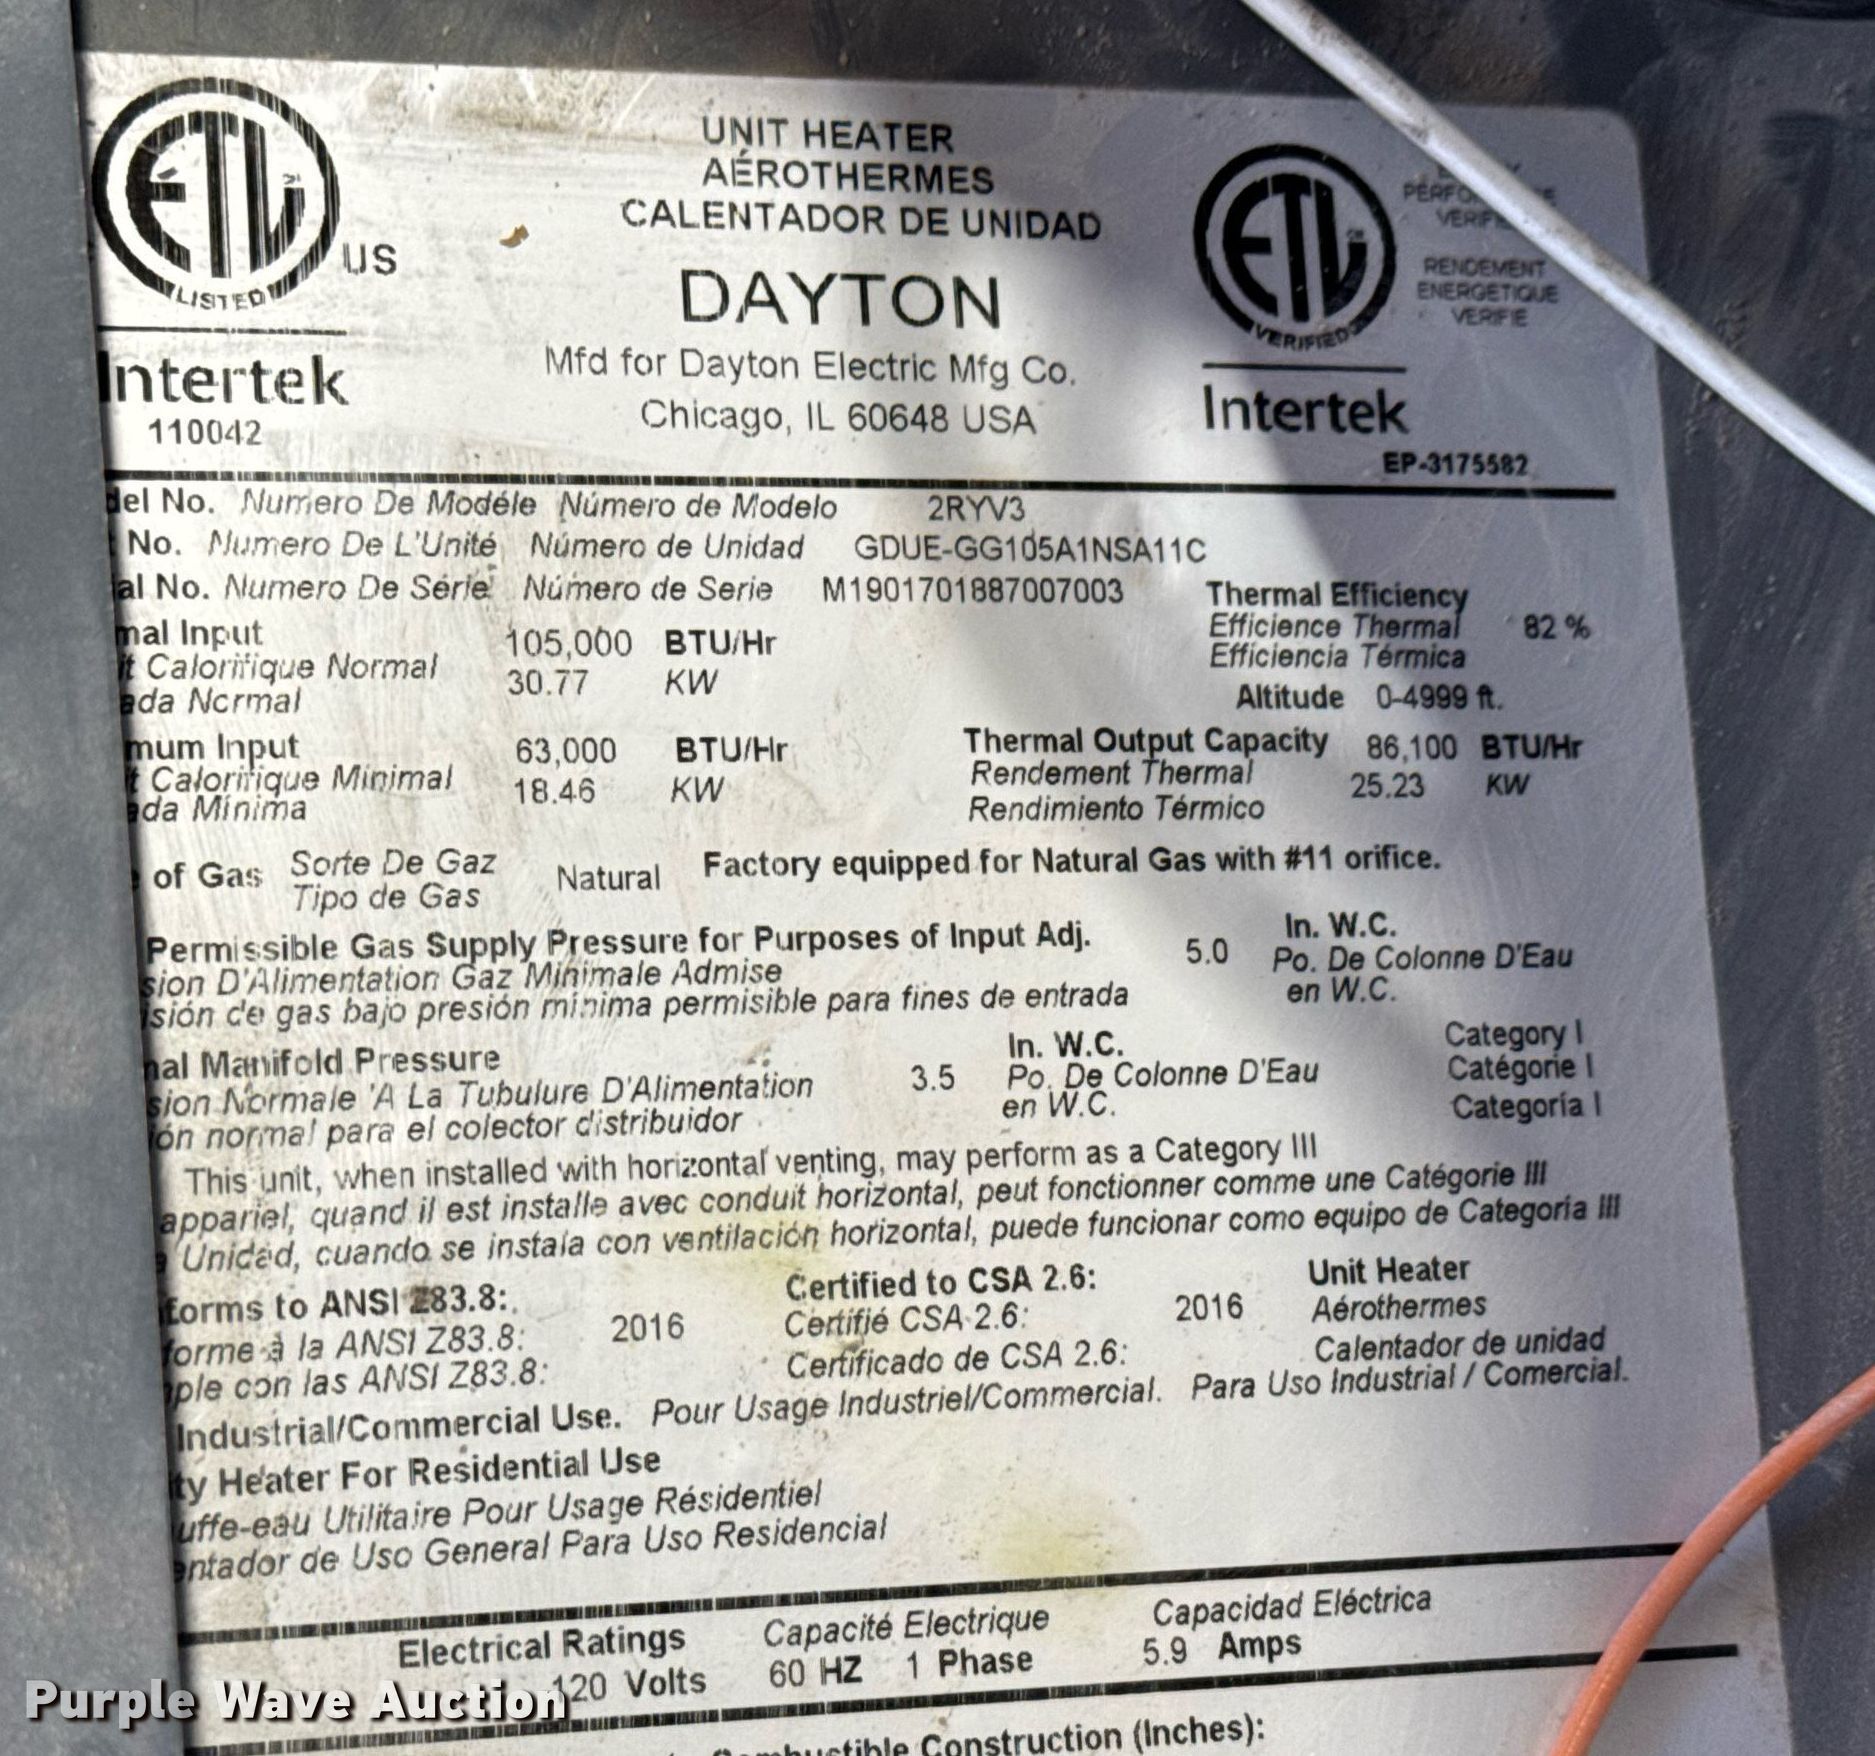 ETL
US
LISTED
Intertek
110042
UNIT HEATER
AÉROTHERMES
CALENTADOR DE UNIDAD
DAYTON
Mfd for Dayton Electric Mfg Co.
Chicago, IL 60648 USA
ETL
VERIFIED
RENDEMENT
ENERGETIQUE
VERIFIE
Intertek
EP-3175582
del No. Numero De Modéle Número de Modelo 2RYV3
No. Numero De L'Unité Número de Unidad GDUE-GG105A1NSA11C
al No. Numero De Série Número de Serie M1901701887007003
mal Input 105,000 BTU/Hr
it Calorifique Normal 30.77 KW
ada Normal
Thermal Efficiency
Efficience Thermal 82 %
Efficiencia Térmica
Altitude 0-4999 ft.
mum Input 63,000 BTU/Hr
it Calorifique Minimal 18.46 KW
ada Mínima
Thermal Output Capacity 86,100 BTU/Hr
Rendement Thermal 25.23 KW
Rendimiento Térmico
of Gas Sorte De Gaz Natural Factory equipped for Natural Gas with #11 orifice.
Tipo de Gas
Permissible Gas Supply Pressure for Purposes of Input Adj. 5.0 In. W.C.
sion D'Alimentation Gaz Minimale Admise Po. De Colonne D'Eau
isión de gas bajo presión mínima permisible para fines de entrada en W.C.
nal Manifold Pressure 3.5 In. W.C. Category I
sion Normale 'A La Tubulure D'Alimentation Po. De Colonne D'Eau Catégorie I
ión normal para el colector distribuidor en W.C. Categoría I
This unit, when installed with horizontal venting, may perform as a Category III
appariel, quand il est installe avec conduit horizontal, peut fonctionner comme une Catégorie III
a Unidad, cuando se instala con ventilación horizontal, puede funcionar como equipo de Categoría III
forms to ANSI Z83.8: 2016 Certified to CSA 2.6: 2016 Unit Heater
forme à la ANSI Z83.8: Certifié CSA 2.6: Aérothermes
ple con las ANSI Z83.8: Certificado de CSA 2.6: Calentador de unidad
Industrial/Commercial Use. Pour Usage Industriel/Commercial. Para Uso Industrial / Comercial.
ty Heater For Residential Use
uffe-eau Utilitaire Pour Usage Résidentiel
entador de Uso General Para Uso Residencial
Electrical Ratings Capacité Electrique Capacidad Eléctrica
120 Volts 60 HZ 1 Phase 5.9 Amps
Construction (Inches):
Purple Wave Auction